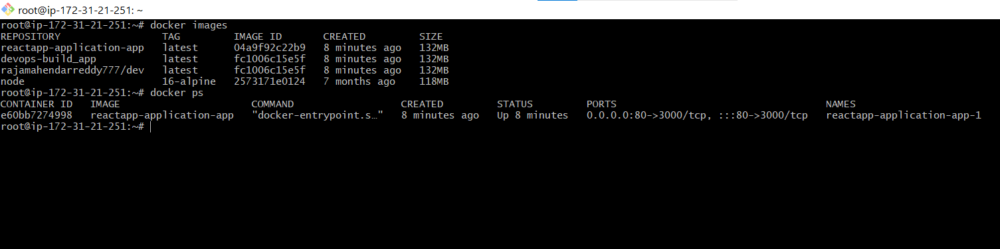 root@ip-172-31-21-251: ~
root@ip-172-31-21-251:~# docker images
REPOSITORY TAG IMAGE ID CREATED SIZE
reactapp-application-app latest 04a9f92c22b9 8 minutes ago 132MB
devops-build_app latest fc1006c15e5f 8 minutes ago 132MB
rajamahendarreddy777/dev latest fc1006c15e5f 8 minutes ago 132MB
node 16-alpine 2573171e0124 7 months ago 118MB
root@ip-172-31-21-251:~# docker ps
CONTAINER ID IMAGE COMMAND CREATED STATUS PORTS NAMES
e60bb7274998 reactapp-application-app "docker-entrypoint.s…" 8 minutes ago Up 8 minutes 0.0.0.0:80->3000/tcp, :::80->3000/tcp reactapp-application-app-1
root@ip-172-31-21-251:~#